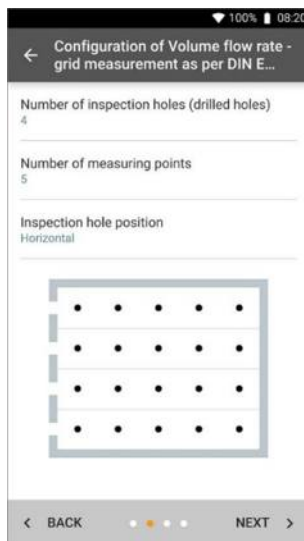 100% 08:20
Configuration of Volume flow rate -
grid measurement as per DIN E...
Number of inspection holes (drilled holes)
4
Number of measuring points
5
Inspection hole position
Horizontal
BACK
NEXT